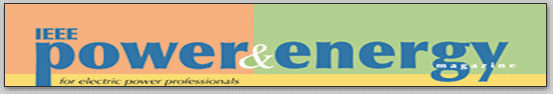 IEEE
power&energy
magazine
for electric power professionals